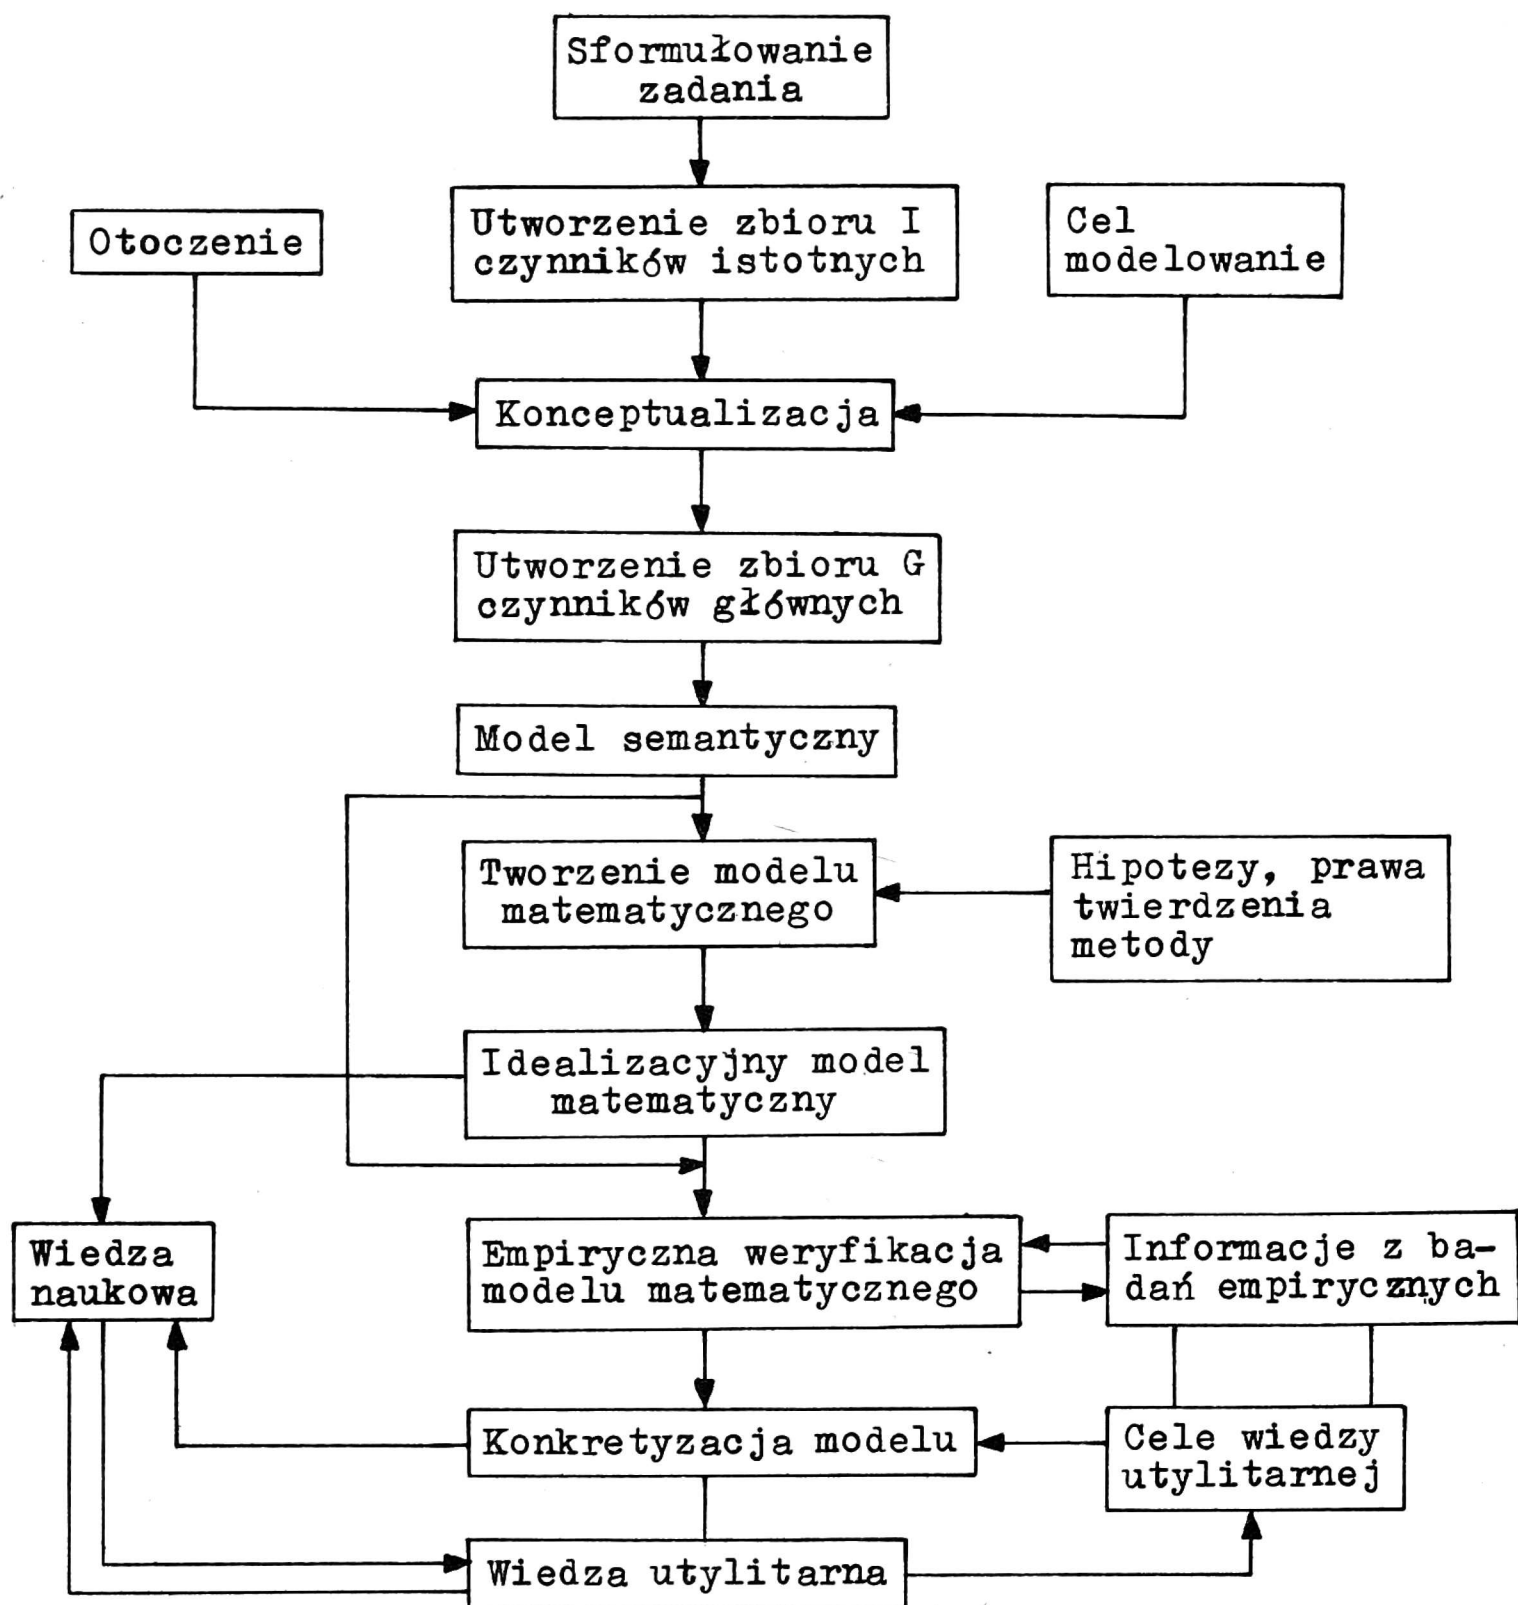 Sformułowanie
zadania
Otoczenie
Utworzenie zbioru I
czynników istotnych
Cel
modelowanie
Konceptualizacja
Utworzenie zbioru G
czynników głównych
Model semantyczny
Tworzenie modelu
matematycznego
Hipotezy, prawa
twierdzenia
metody
Idealizacyjny model
matematyczny
Wiedza
naukowa
Empiryczna weryfikacja
modelu matematycznego
Informacje z ba-
dań empirycznych
Konkretyzacja modelu
Cele wiedzy
utylitarnej
Wiedza utylitarna